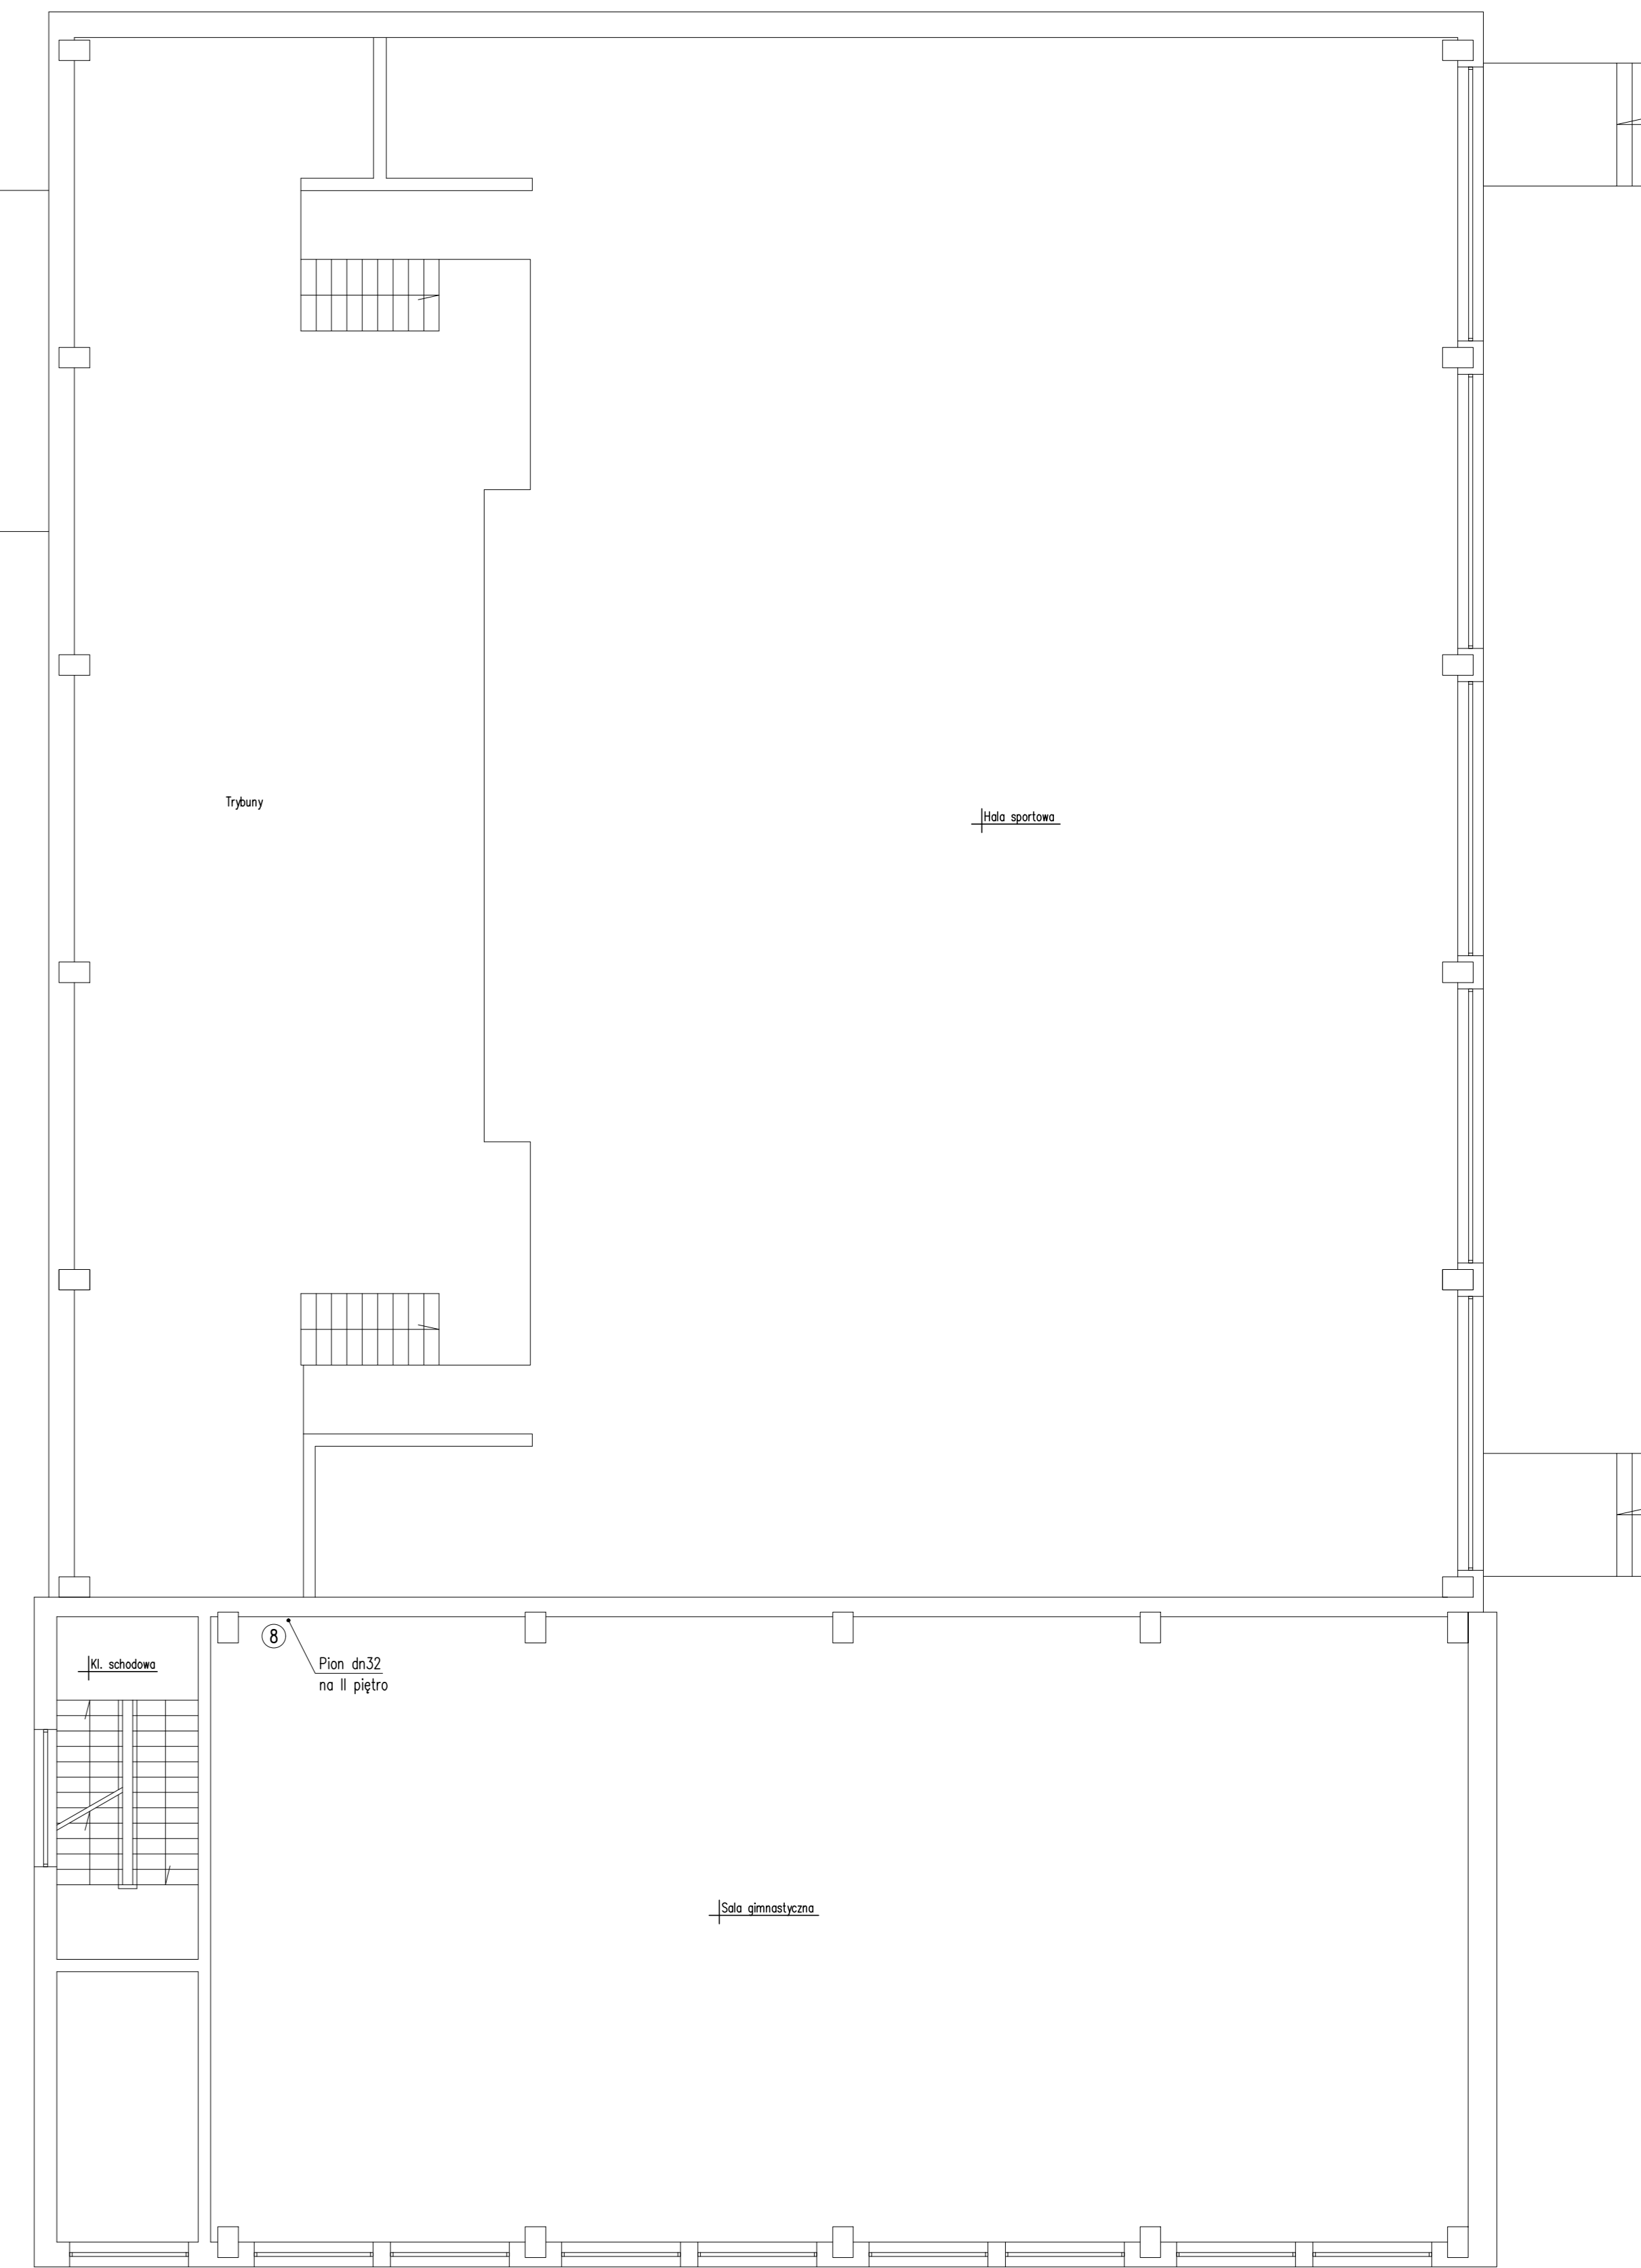 Trybuny
Hala sportowa
8
Pion dn32
na II piętro
Kl. schodowa
Sala gimnastyczna